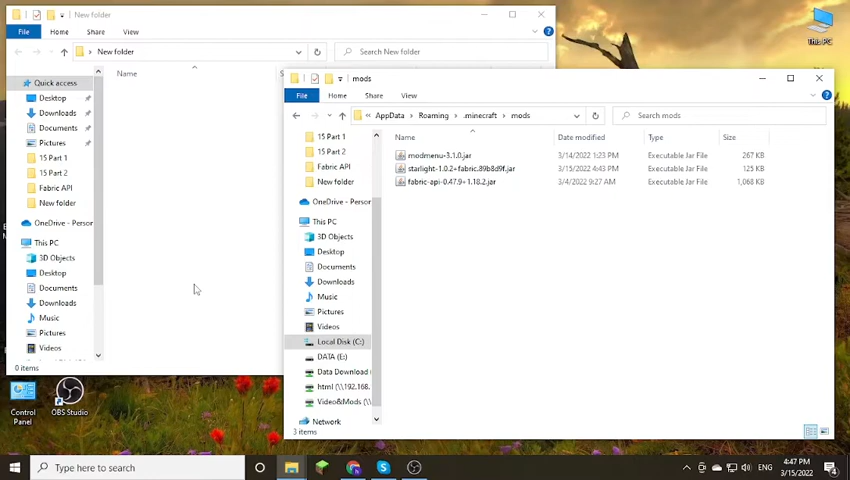 New folder
File
Home
Share
View
New folder
Search New folder
Name
Quick access
Desktop
Downloads
Documents
Pictures
15 Part 1
15 Part 2
Fabric API
New folder
OneDrive - Person
This PC
3D Objects
Desktop
Documents
Downloads
Music
Pictures
Videos
0 items
mods
File
Home
Share
View
AppData
Roaming
.minecraft
mods
Search mods
Name
Date modified
Type
Size
15 Part 1
15 Part 2
Fabric API
New folder
OneDrive - Person
This PC
3D Objects
Desktop
Documents
Downloads
Music
Pictures
Videos
Local Disk (C:)
DATA (E:)
Data Download
html (\\192.168.
Video&Mods (\\
Network
modmenu-3.1.0.jar
3/14/2022 1:23 PM
Executable Jar File
267 KB
starlight-1.0.2+fabric.89b8d9f.jar
3/15/2022 4:43 PM
Executable Jar File
125 KB
fabric-api-0.47.9+1.18.2.jar
3/4/2022 9:27 AM
Executable Jar File
1,068 KB
3 items
This PC
Control
Panel
OBS Studio
Type here to search
ENG
4:47 PM
3/15/2022
4